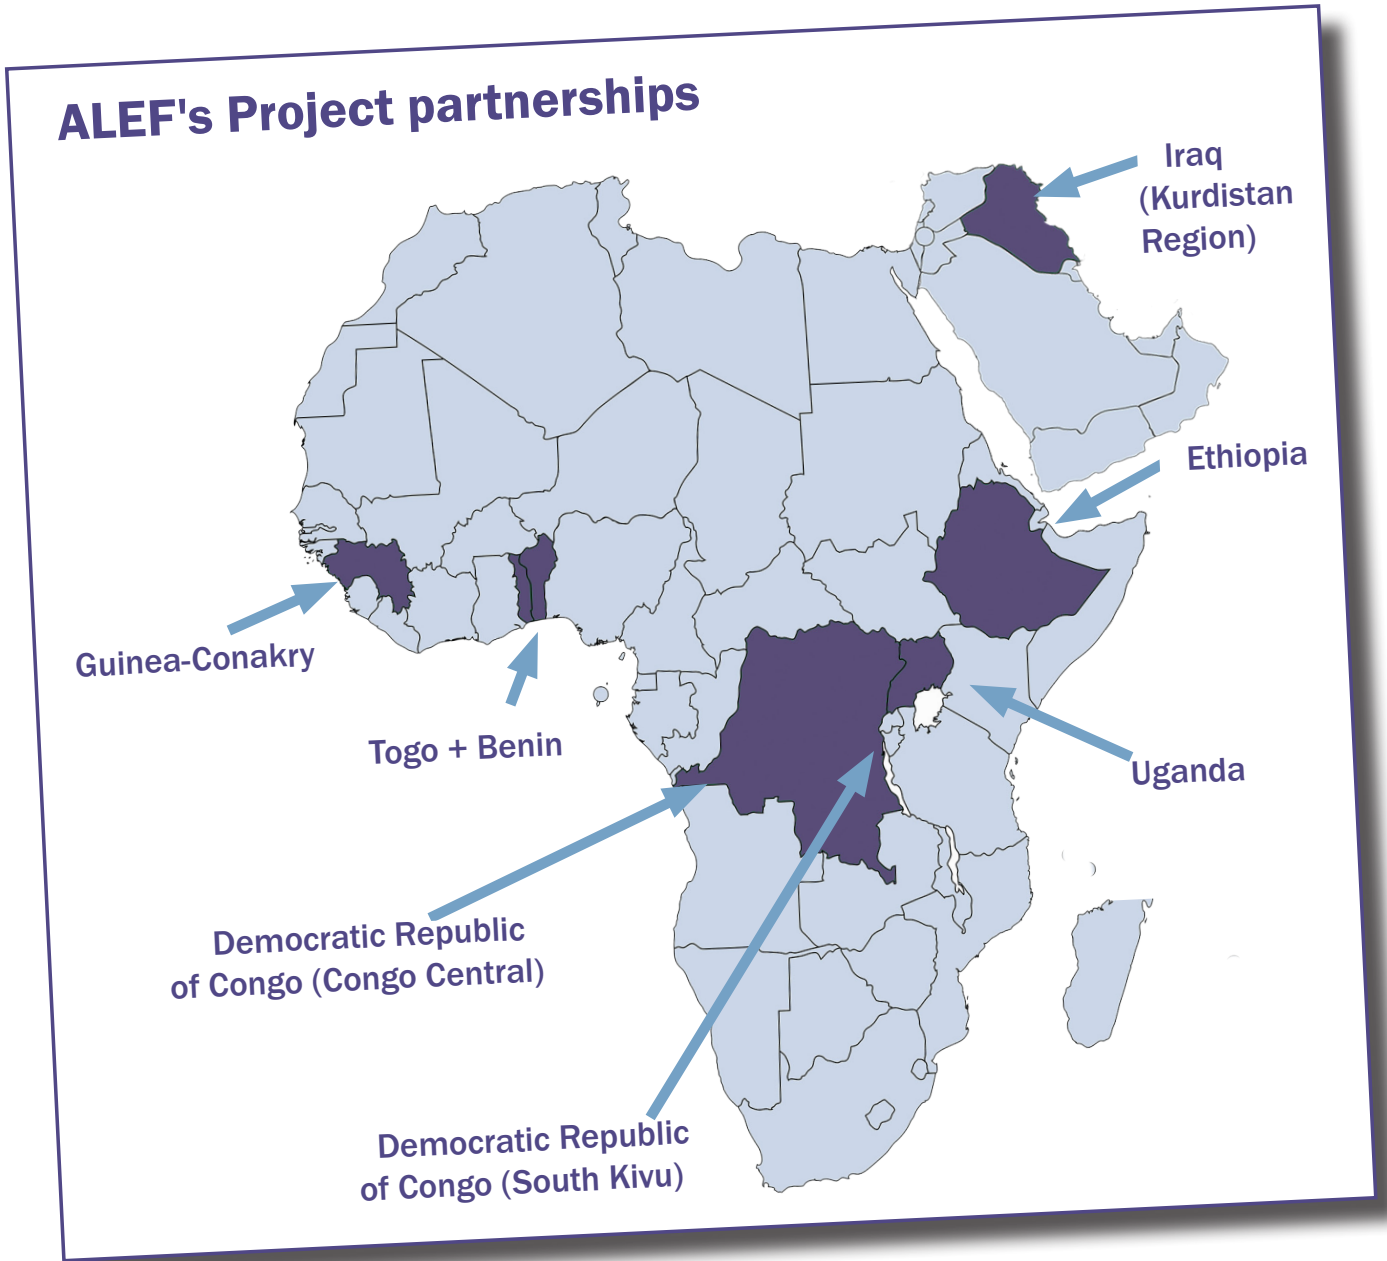 ALEF's Project partnerships
Iraq
(Kurdistan
Region)
Ethiopia
Guinea-Conakry
Togo + Benin
Uganda
Democratic Republic
of Congo (Congo Central)
Democratic Republic
of Congo (South Kivu)